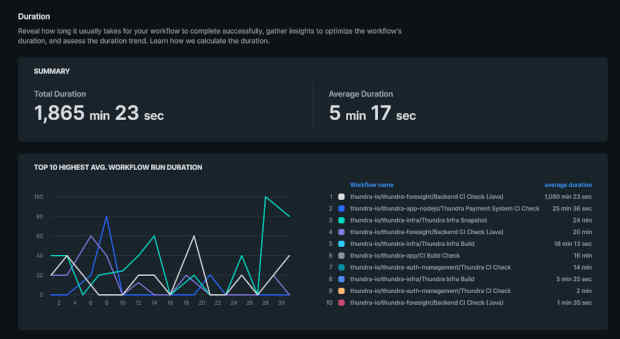 Duration
Reveal how long it usually takes for your workflow to complete successfully, gather insights to optimize the workflow's
duration, and assess the duration trend. Learn how we calculate the duration.
SUMMARY
Total Duration
1,865 min 23 sec
Average Duration
5 min 17 sec
TOP 10 HIGHEST AVG. WORKFLOW RUN DURATION
100
80
60
40
20
0
2 4 6 8 10 12 14 16 18 20 21 24 26 28 30
Workflow name average duration
1 thundra-io/thundra-foresight/Backend CI Check (Java) 1,080 min 23 sec
2 thundra-io/thundra-app-nodejs/Thundra Payment System CI Check 25 min 36 sec
3 thundra-io/thundra-infra/Thundra Infra Snapshot 24 min
4 thundra-io/thundra-foresight/Backend CI Check (Java) 20 min
5 thundra-io/thundra-infra/Thundra Infra Build 18 min 13 sec
6 thundra-io/thundra-app/CI Build Check 16 min
7 thundra-io/thundra-auth-management/Thundra CI Check 14 min
8 thundra-io/thundra-infra/Thundra Infra Build 3 min 25 sec
9 thundra-io/thundra-auth-management/Thundra CI Check 2 min
10 thundra-io/thundra-foresight/Backend CI Check (Java) 1 min 35 sec